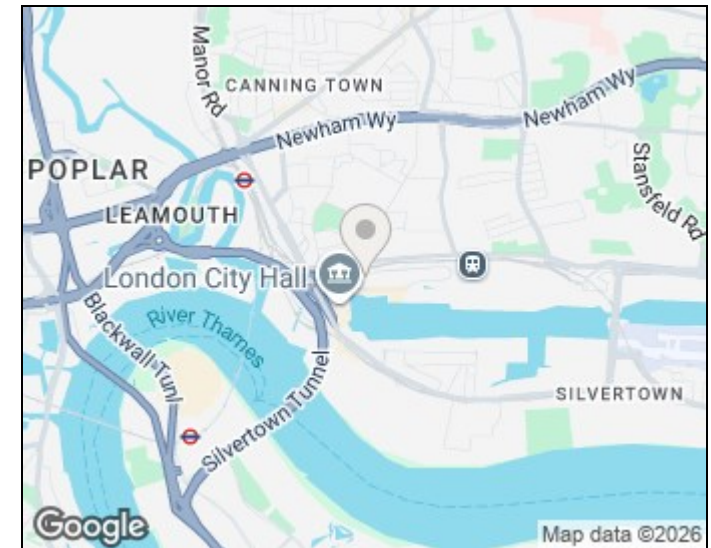 Manor Rd
CANNING TOWN
Newham Wy
Newham Wy
POPLAR
Stansfeld Rd
LEAMOUTH
London City Hall
River Thames
Blackwall Tunl
Silvertown Tunnel
SILVERTOWN
Google
Map data ©2026